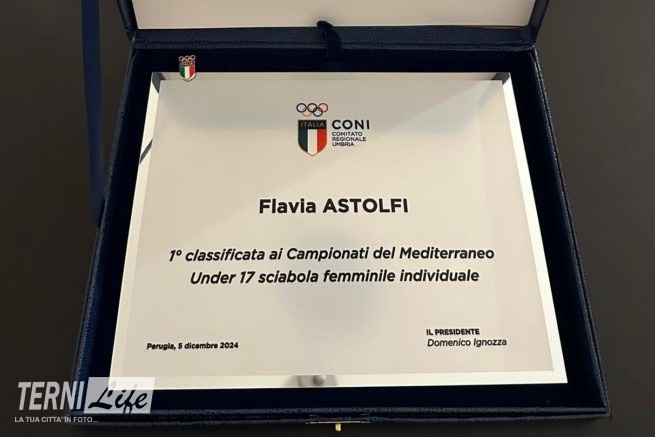 ITALIA
CONI
COMITATO
REGIONALE
UMBRIA
Flavia ASTOLFI
1° classificata ai Campionati del Mediterraneo
Under 17 sciabola femminile individuale
Perugia, 5 dicembre 2024
IL PRESIDENTE
Domenico Ignozza
TERNI Life
LA TUA CITTA' IN FOTO...